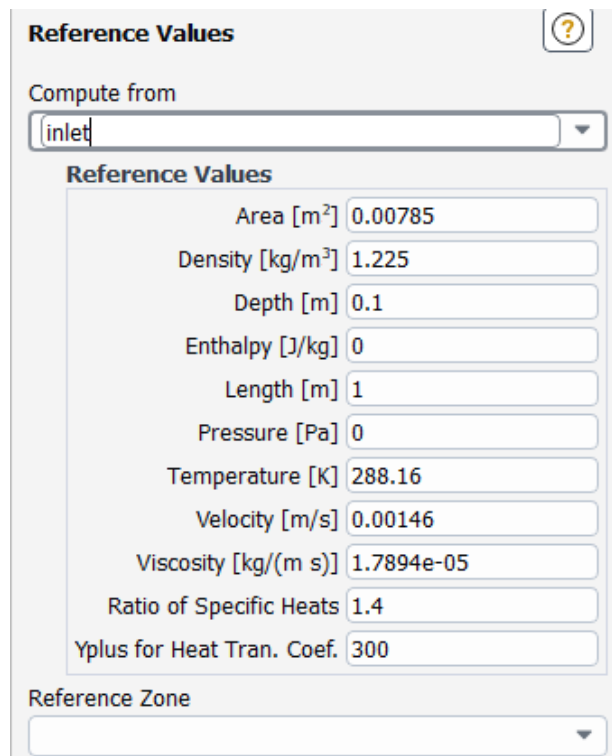 Reference Values
?
Compute from
inlet
Reference Values
Area [m²] 0.00785
Density [kg/m³] 1.225
Depth [m] 0.1
Enthalpy [J/kg] 0
Length [m] 1
Pressure [Pa] 0
Temperature [K] 288.16
Velocity [m/s] 0.00146
Viscosity [kg/(m s)] 1.7894e-05
Ratio of Specific Heats 1.4
Yplus for Heat Tran. Coef. 300
Reference Zone